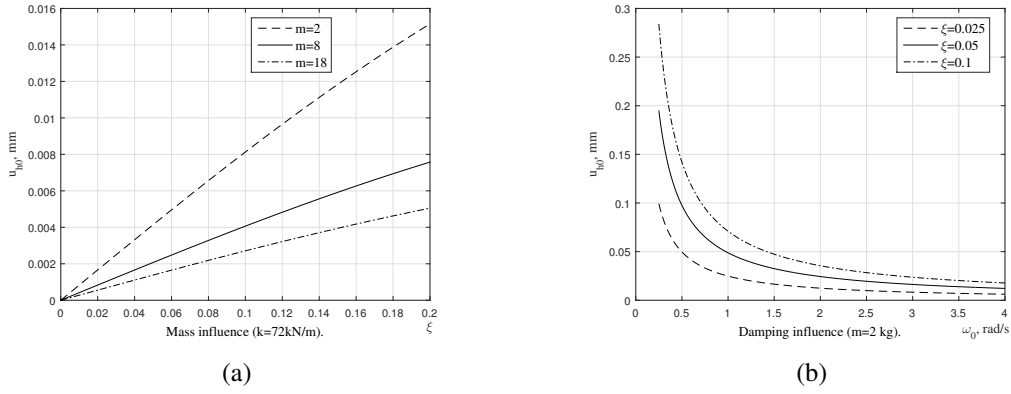 0.016
0.014
0.012
0.01
0.008
0.006
0.004
0.002
0
u_h0, mm
m=2
m=8
m=18
0 0.02 0.04 0.06 0.08 0.1 0.12 0.14 0.16 0.18 0.2
Mass influence (k=72kN/m). ξ
(a)
0.3
0.25
0.2
0.15
0.1
0.05
0
u_h0, mm
ξ=0.025
ξ=0.05
ξ=0.1
0 0.5 1 1.5 2 2.5 3 3.5 4
Damping influence (m=2 kg). ω_0, rad/s
(b)